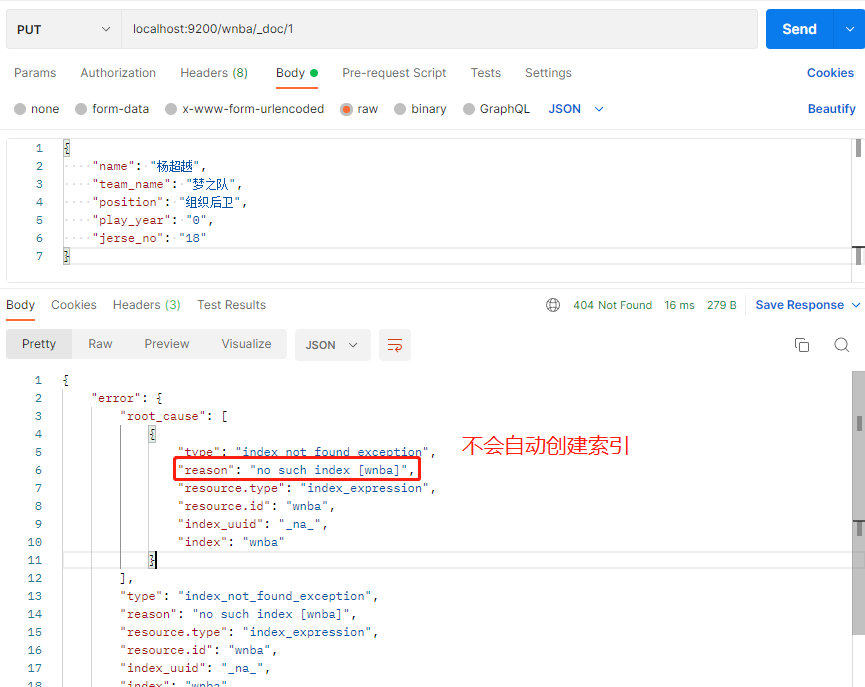 PUT localhost:9200/wnba/_doc/1 Send
Params Authorization Headers (8) Body Pre-request Script Tests Settings Cookies
none form-data x-www-form-urlencoded raw binary GraphQL JSON Beautify
1 {
2 "name": "杨超越",
3 "team_name": "梦之队",
4 "position": "组织后卫",
5 "play_year": "0",
6 "jerse_no": "18"
7 }
Body Cookies Headers (3) Test Results 404 Not Found 16 ms 279 B Save Response
Pretty Raw Preview Visualize JSON
1 {
2 "error": {
3 "root_cause": [
4 {
5 "type": "index_not_found_exception",
不会自动创建索引
6 "reason": "no such index [wnba]",
7 "resource.type": "index_expression",
8 "resource.id": "wnba",
9 "index_uuid": "_na_",
10 "index": "wnba"
11 }
12 ],
13 "type": "index_not_found_exception",
14 "reason": "no such index [wnba]",
15 "resource.type": "index_expression",
16 "resource.id": "wnba",
17 "index_uuid": "_na_",
18 "index": "wnba"